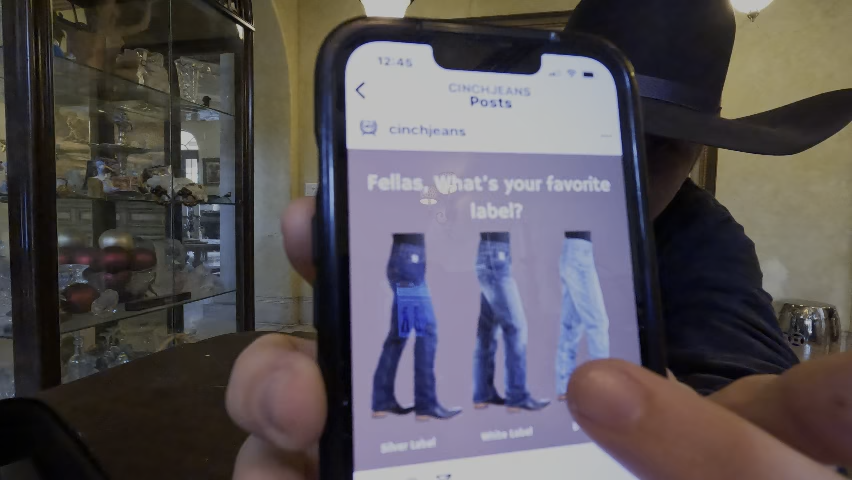 12:45
CINCHJEANS
Posts
cinchjeans
Fellas, What's your favorite
label?
Silver Label
White Label